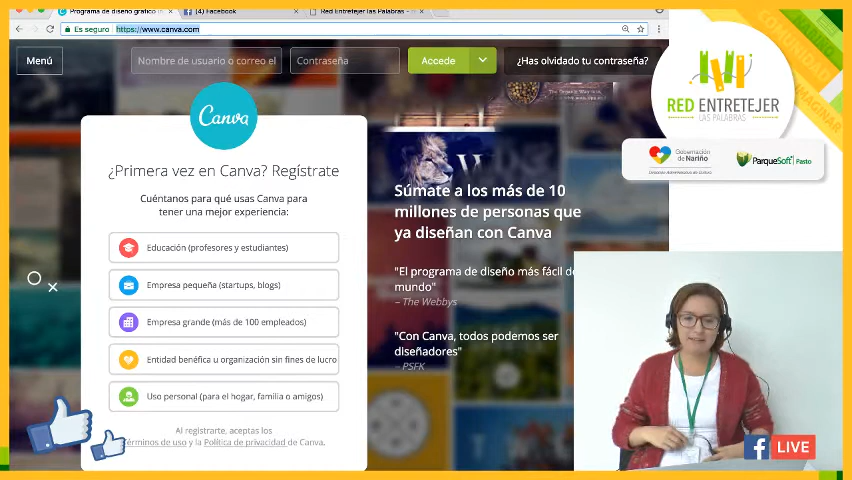 Programa de diseño gráfico
(4) Facebook
Red Entretejer las Palabras -
Es seguro
https://www.canva.com
Menú
Nombre de usuario o correo el
Contraseña
Accede
¿Has olvidado tu contraseña?
Canva
¿Primera vez en Canva? Regístrate
Cuéntanos para qué usas Canva para
tener una mejor experiencia:
Educación (profesores y estudiantes)
Empresa pequeña (startups, blogs)
Empresa grande (más de 100 empleados)
Entidad benéfica u organización sin fines de lucro
Uso personal (para el hogar, familia o amigos)
Al registrarte, aceptas los
Términos de uso y la Política de privacidad de Canva.
Súmate a los más de 10
millones de personas que
ya diseñan con Canva
"El programa de diseño más fácil de
mundo"
– The Webbys
"Con Canva, todos podemos ser
diseñadores"
– PSFK
RED ENTRETEJER
LAS PALABRAS
Gobernación
de Nariño
ParqueSoft Pasto
COMUNIDAD
IMAGINAR
f LIVE